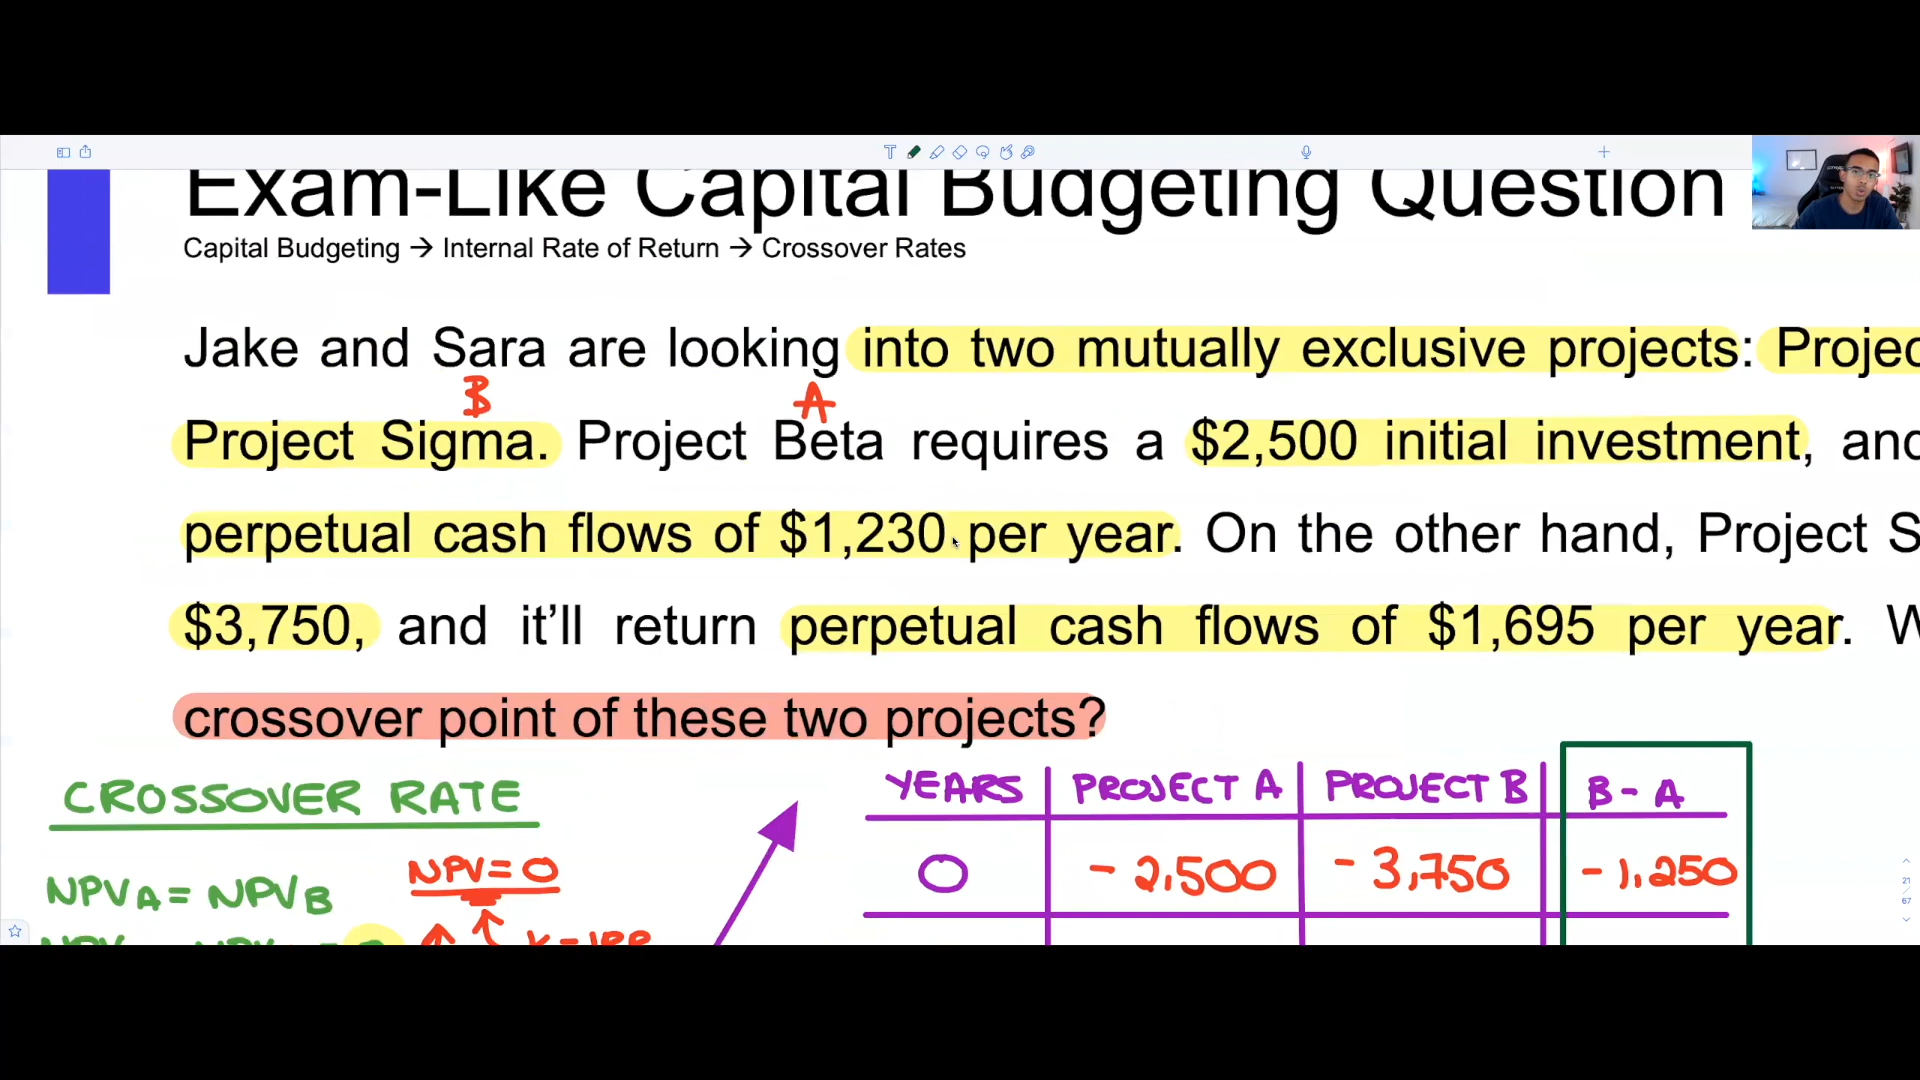 Exam-Like Capital Budgeting Question
Capital Budgeting → Internal Rate of Return → Crossover Rates
Jake and Sara are looking into two mutually exclusive projects: Projec
B A
Project Sigma. Project Beta requires a $2,500 initial investment, and
perpetual cash flows of $1,230 per year. On the other hand, Project S
$3,750, and it’ll return perpetual cash flows of $1,695 per year. W
crossover point of these two projects?
CROSSOVER RATE
YEARS PROJECT A PROJECT B B - A
NPVA = NPVB NPV = 0
0 - 2,500 - 3,750 - 1,250
21
/
67